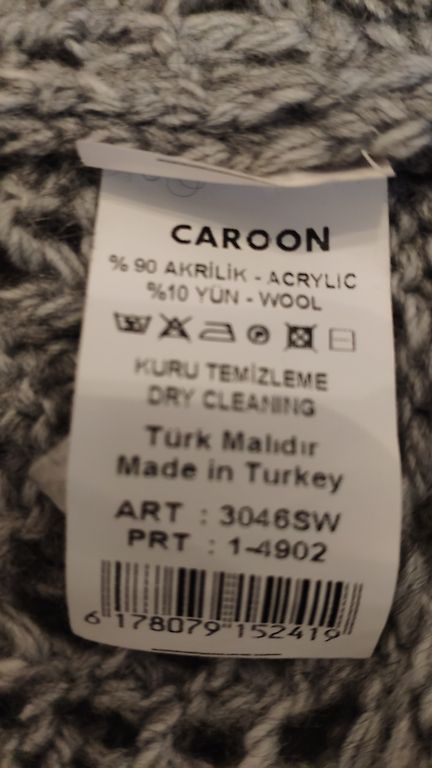 CAROON
% 90 AKRİLİK - ACRYLIC
%10 YÜN - WOOL
KURU TEMİZLEME
DRY CLEANING
Türk Malıdır
Made in Turkey
ART : 3046SW
PRT : 1-4902
6 178079 152419